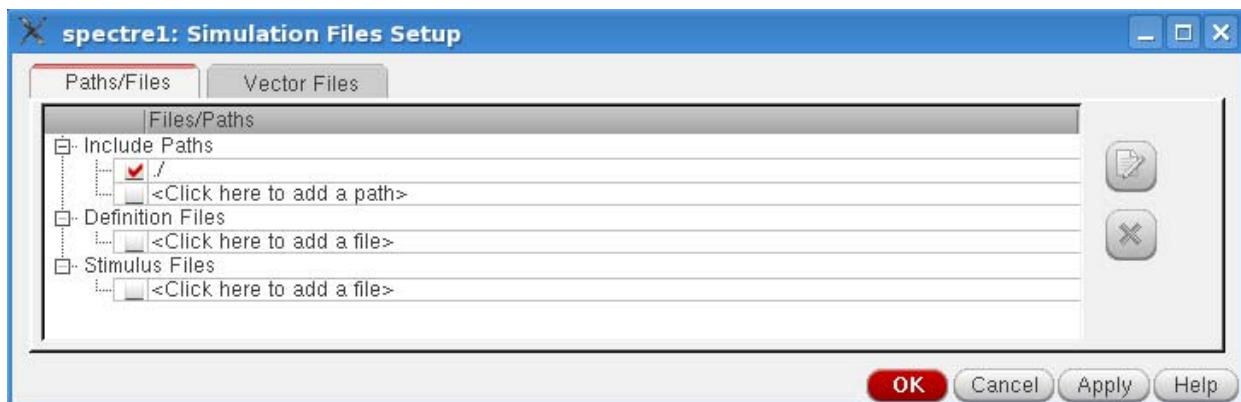 spectre1: Simulation Files Setup
Paths/Files Vector Files
Files/Paths
Include Paths
./
<Click here to add a path>
Definition Files
<Click here to add a file>
Stimulus Files
<Click here to add a file>
OK Cancel Apply Help